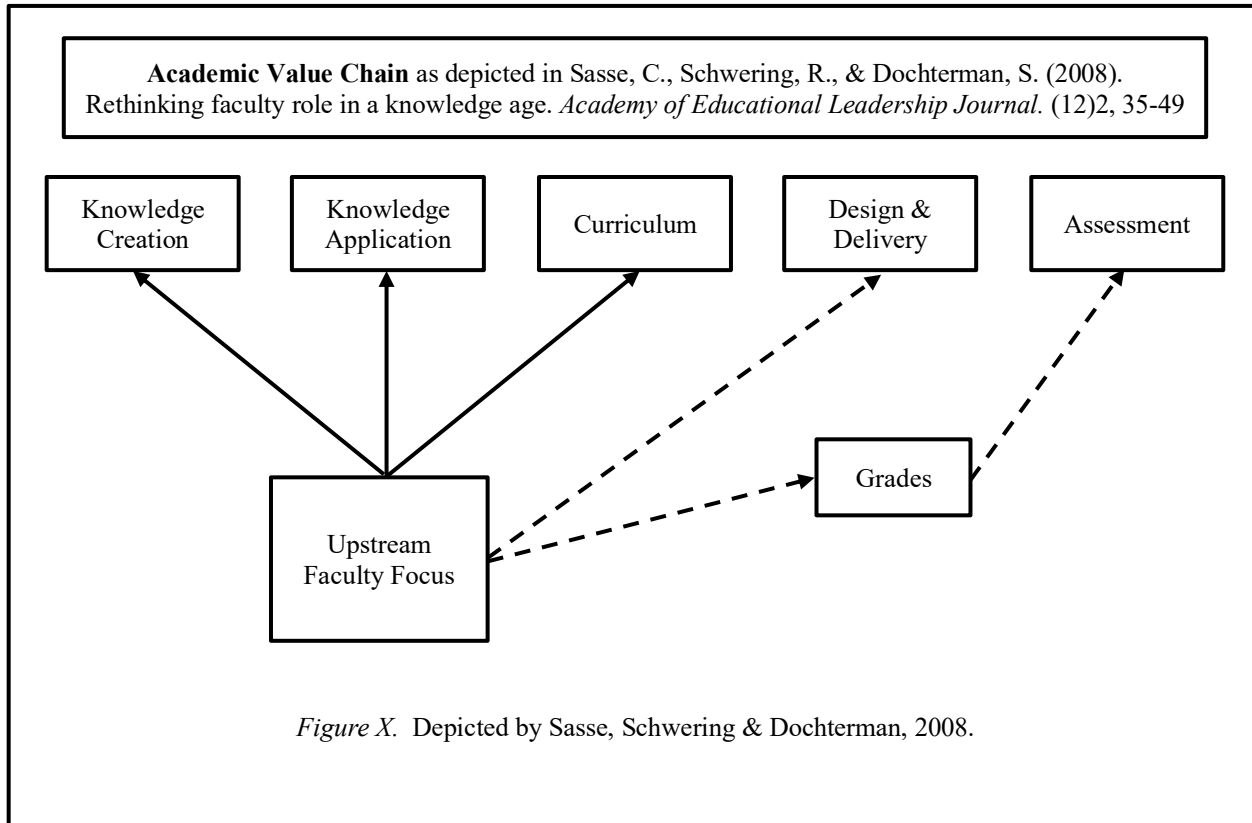 Academic Value Chain as depicted in Sasse, C., Schwering, R., & Dochterman, S. (2008).
Rethinking faculty role in a knowledge age. Academy of Educational Leadership Journal. (12)2, 35-49
Knowledge
Creation
Knowledge
Application
Curriculum
Design &
Delivery
Assessment
Grades
Upstream
Faculty Focus
Figure X.  Depicted by Sasse, Schwering & Dochterman, 2008.